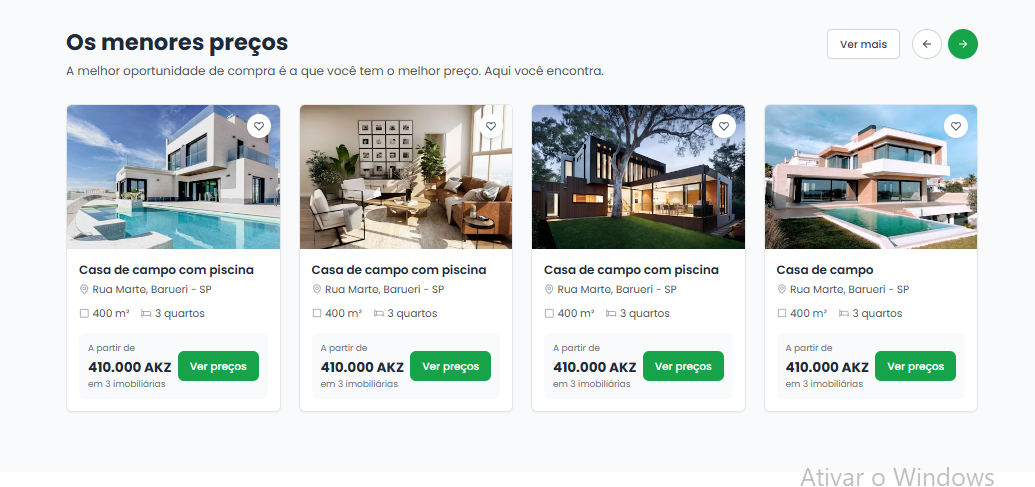 Os menores preços
Ver mais
A melhor oportunidade de compra é a que você tem o melhor preço. Aqui você encontra.
Casa de campo com piscina
Rua Marte, Barueri - SP
400 m² 3 quartos
A partir de
410.000 AKZ
Ver preços
em 3 imobiliárias
Casa de campo com piscina
Rua Marte, Barueri - SP
400 m² 3 quartos
A partir de
410.000 AKZ
Ver preços
em 3 imobiliárias
Casa de campo com piscina
Rua Marte, Barueri - SP
400 m² 3 quartos
A partir de
410.000 AKZ
Ver preços
em 3 imobiliárias
Casa de campo
Rua Marte, Barueri - SP
400 m² 3 quartos
A partir de
410.000 AKZ
Ver preços
em 3 imobiliárias
Ativar o Windows